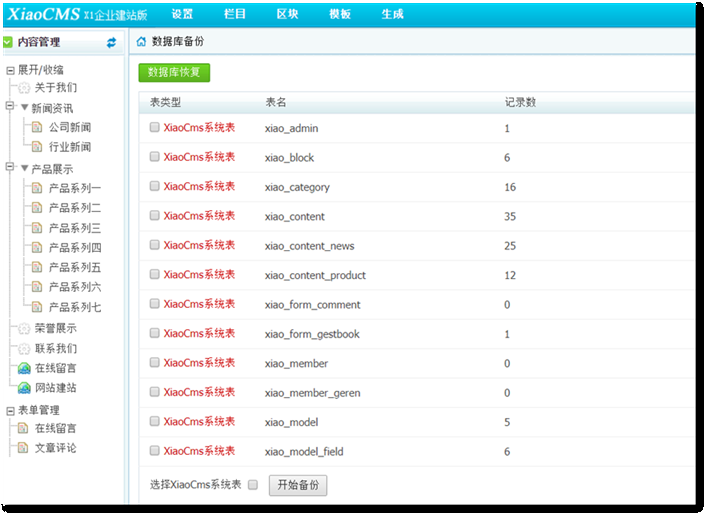 XiaoCMS X1企业建站版 设置 栏目 区块 模板 生成
内容管理
展开/收缩
关于我们
新闻资讯
公司新闻
行业新闻
产品展示
产品系列一
产品系列二
产品系列三
产品系列四
产品系列五
产品系列六
产品系列七
荣誉展示
联系我们
在线留言
网站建站
表单管理
在线留言
文章评论
数据库备份
数据库恢复
表类型 表名 记录数
XiaoCms系统表 xiao_admin 1
XiaoCms系统表 xiao_block 6
XiaoCms系统表 xiao_category 16
XiaoCms系统表 xiao_content 35
XiaoCms系统表 xiao_content_news 25
XiaoCms系统表 xiao_content_product 12
XiaoCms系统表 xiao_form_comment 0
XiaoCms系统表 xiao_form_gestbook 1
XiaoCms系统表 xiao_member 0
XiaoCms系统表 xiao_member_geren 0
XiaoCms系统表 xiao_model 5
XiaoCms系统表 xiao_model_field 6
选择XiaoCms系统表 开始备份